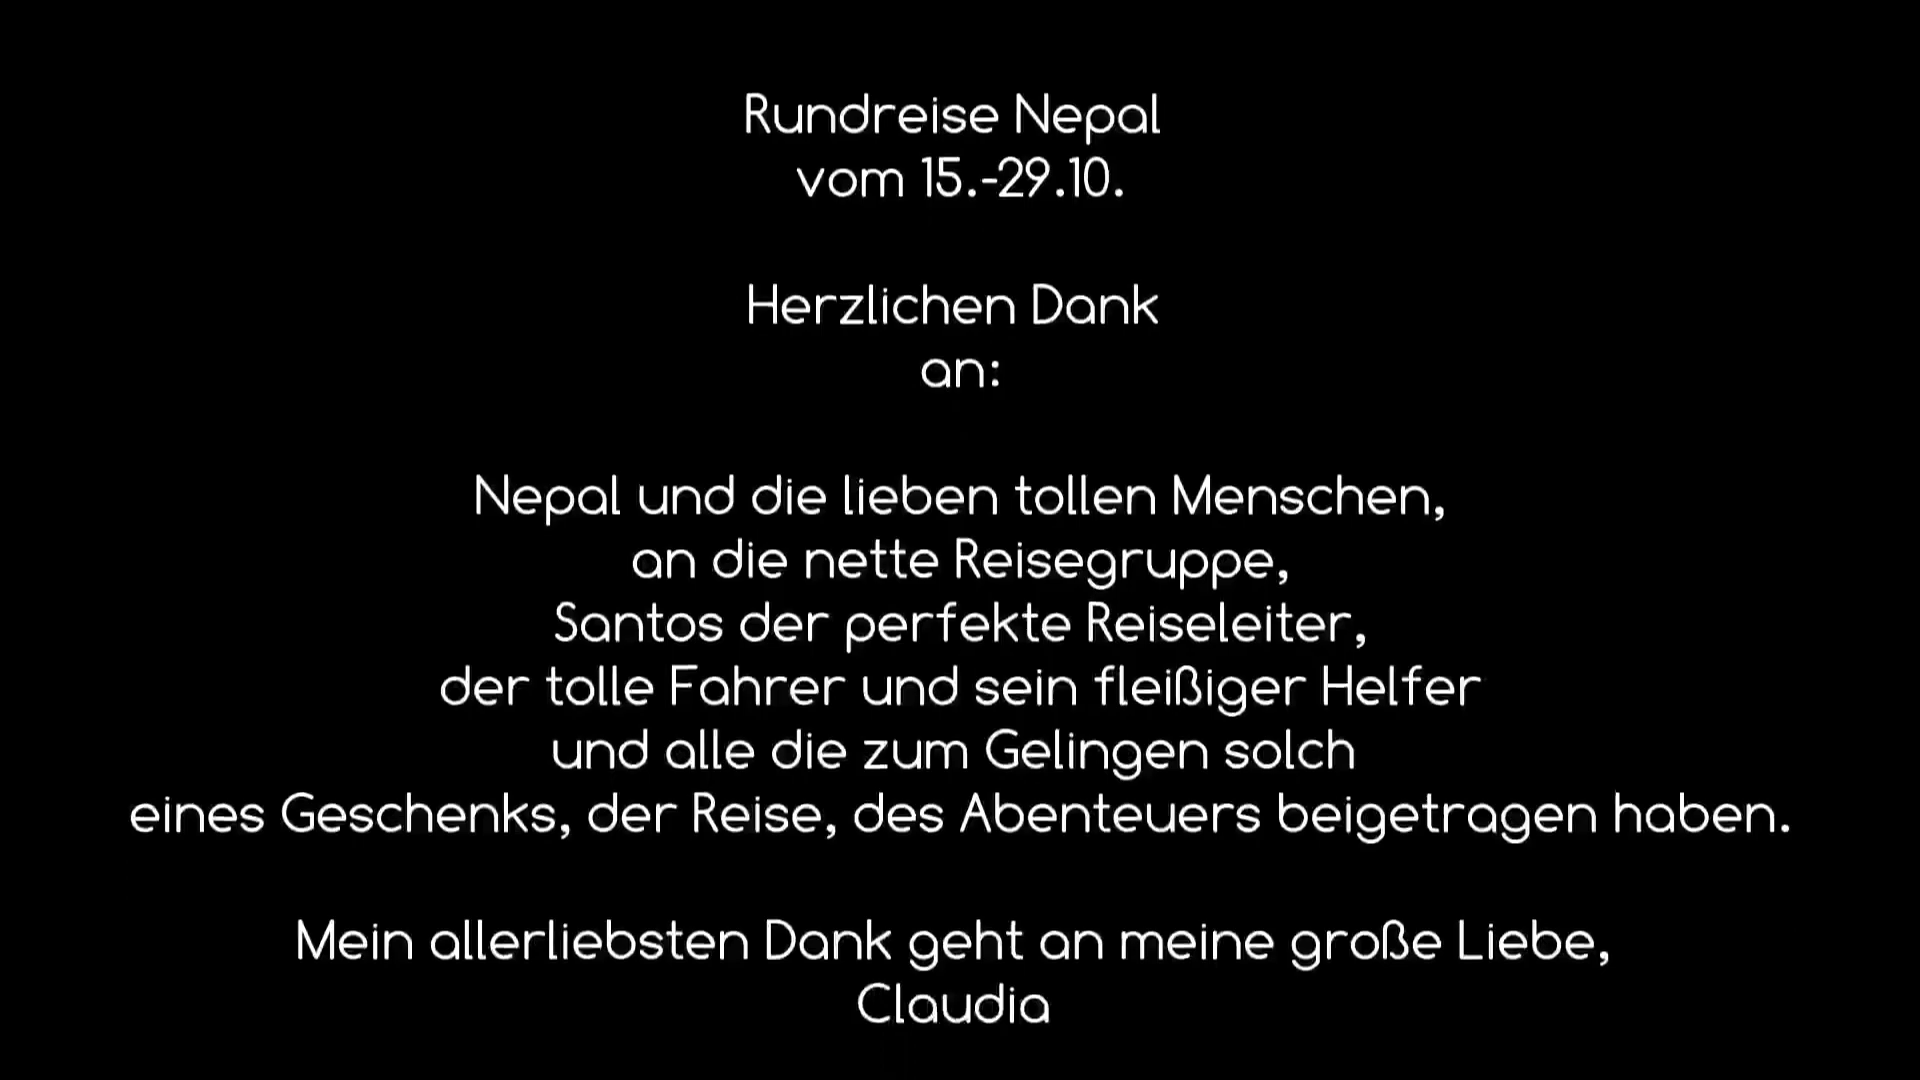 Rundreise Nepal
vom 15.-29.10.
Herzlichen Dank
an:
Nepal und die lieben tollen Menschen,
an die nette Reisegruppe,
Santos der perfekte Reiseleiter,
der tolle Fahrer und sein fleißiger Helfer
und alle die zum Gelingen solch
eines Geschenks, der Reise, des Abenteuers beigetragen haben.
Mein allerliebsten Dank geht an meine große Liebe,
Claudia